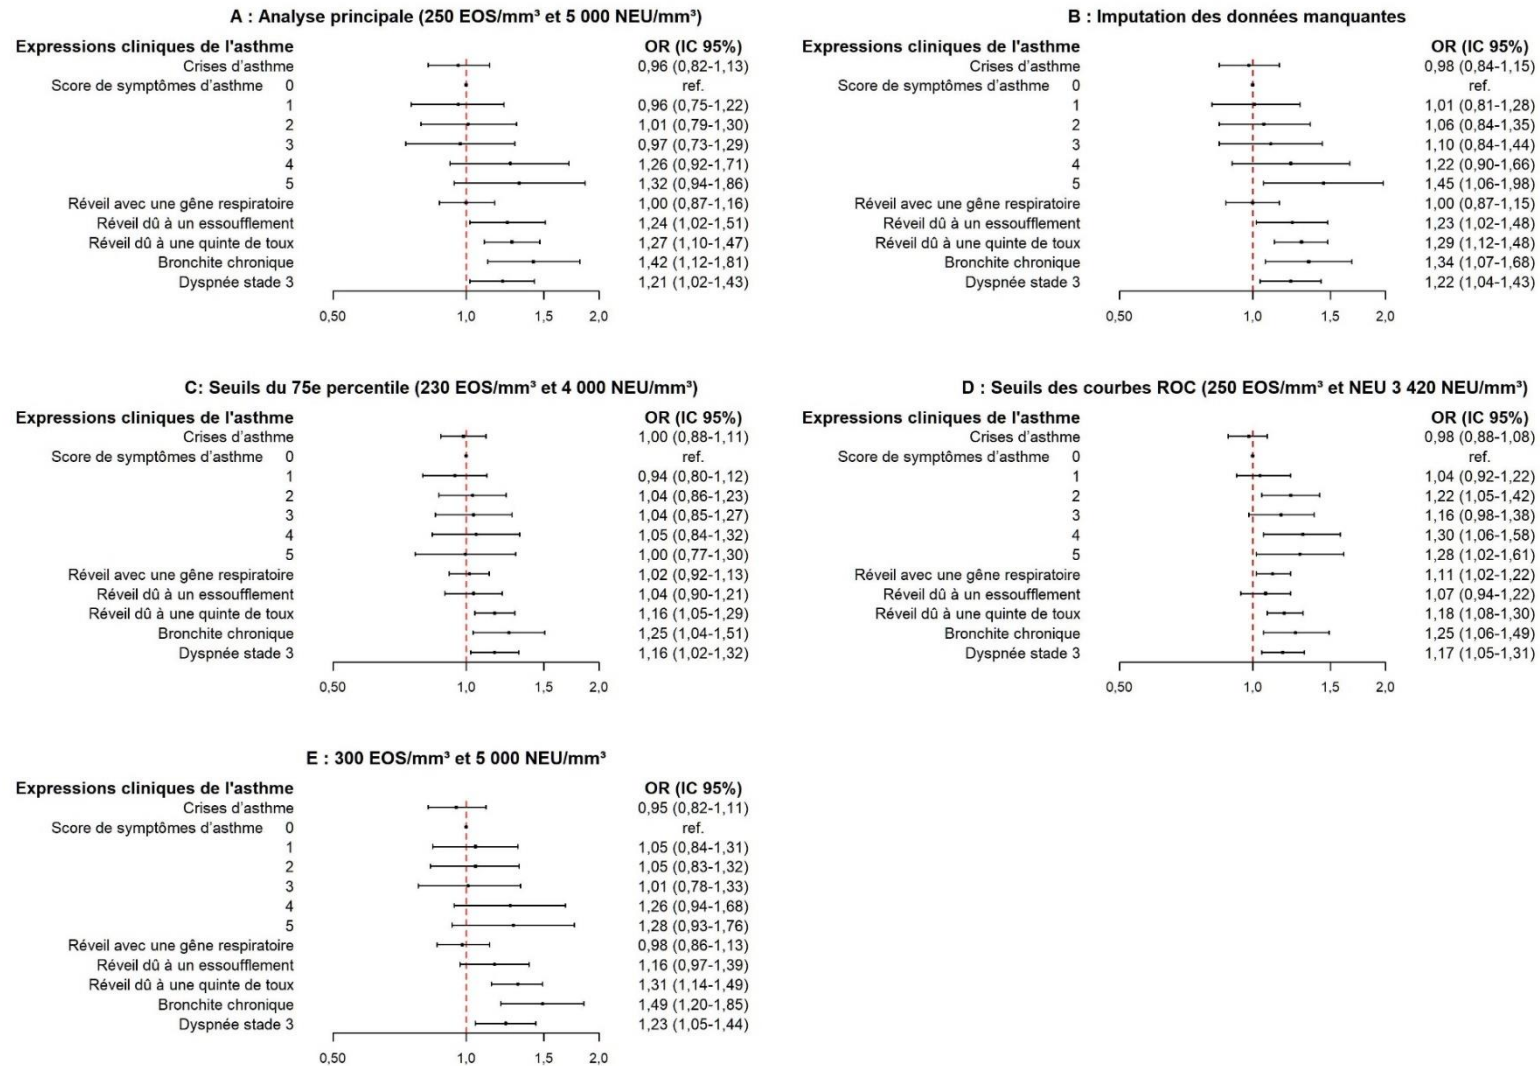 A : Analyse principale (250 EOS/mm³ et 5 000 NEU/mm³)
Expressions cliniques de l'asthme OR (IC 95%)
Crises d’asthme 0,96 (0,82-1,13)
Score de symptômes d’asthme 0 ref.
1 0,96 (0,75-1,22)
2 1,01 (0,79-1,30)
3 0,97 (0,73-1,29)
4 1,26 (0,92-1,71)
5 1,32 (0,94-1,86)
Réveil avec une gêne respiratoire 1,00 (0,87-1,16)
Réveil dû à un essoufflement 1,24 (1,02-1,51)
Réveil dû à une quinte de toux 1,27 (1,10-1,47)
Bronchite chronique 1,42 (1,12-1,81)
Dyspnée stade 3 1,21 (1,02-1,43)
0,50 1,0 1,5 2,0
B : Imputation des données manquantes
Expressions cliniques de l'asthme OR (IC 95%)
Crises d’asthme 0,98 (0,84-1,15)
Score de symptômes d’asthme 0 ref.
1 1,01 (0,81-1,28)
2 1,06 (0,84-1,35)
3 1,10 (0,84-1,44)
4 1,22 (0,90-1,66)
5 1,45 (1,06-1,98)
Réveil avec une gêne respiratoire 1,00 (0,87-1,15)
Réveil dû à un essoufflement 1,23 (1,02-1,48)
Réveil dû à une quinte de toux 1,29 (1,12-1,48)
Bronchite chronique 1,34 (1,07-1,68)
Dyspnée stade 3 1,22 (1,04-1,43)
0,50 1,0 1,5 2,0
C: Seuils du 75e percentile (230 EOS/mm³ et 4 000 NEU/mm³)
Expressions cliniques de l'asthme OR (IC 95%)
Crises d’asthme 1,00 (0,88-1,11)
Score de symptômes d’asthme 0 ref.
1 0,94 (0,80-1,12)
2 1,04 (0,86-1,23)
3 1,04 (0,85-1,27)
4 1,05 (0,84-1,32)
5 1,00 (0,77-1,30)
Réveil avec une gêne respiratoire 1,02 (0,92-1,13)
Réveil dû à un essoufflement 1,04 (0,90-1,21)
Réveil dû à une quinte de toux 1,16 (1,05-1,29)
Bronchite chronique 1,25 (1,04-1,51)
Dyspnée stade 3 1,16 (1,02-1,32)
0,50 1,0 1,5 2,0
D : Seuils des courbes ROC (250 EOS/mm³ et NEU 3 420 NEU/mm³)
Expressions cliniques de l'asthme OR (IC 95%)
Crises d’asthme 0,98 (0,88-1,08)
Score de symptômes d’asthme 0 ref.
1 1,04 (0,92-1,22)
2 1,22 (1,05-1,42)
3 1,16 (0,98-1,38)
4 1,30 (1,06-1,58)
5 1,28 (1,02-1,61)
Réveil avec une gêne respiratoire 1,11 (1,02-1,22)
Réveil dû à un essoufflement 1,07 (0,94-1,22)
Réveil dû à une quinte de toux 1,18 (1,08-1,30)
Bronchite chronique 1,25 (1,06-1,49)
Dyspnée stade 3 1,17 (1,05-1,31)
0,50 1,0 1,5 2,0
E : 300 EOS/mm³ et 5 000 NEU/mm³
Expressions cliniques de l'asthme OR (IC 95%)
Crises d’asthme 0,95 (0,82-1,11)
Score de symptômes d’asthme 0 ref.
1 1,05 (0,84-1,31)
2 1,05 (0,83-1,32)
3 1,01 (0,78-1,33)
4 1,26 (0,94-1,68)
5 1,28 (0,93-1,76)
Réveil avec une gêne respiratoire 0,98 (0,86-1,13)
Réveil dû à un essoufflement 1,16 (0,97-1,39)
Réveil dû à une quinte de toux 1,31 (1,14-1,49)
Bronchite chronique 1,49 (1,20-1,85)
Dyspnée stade 3 1,23 (1,05-1,44)
0,50 1,0 1,5 2,0